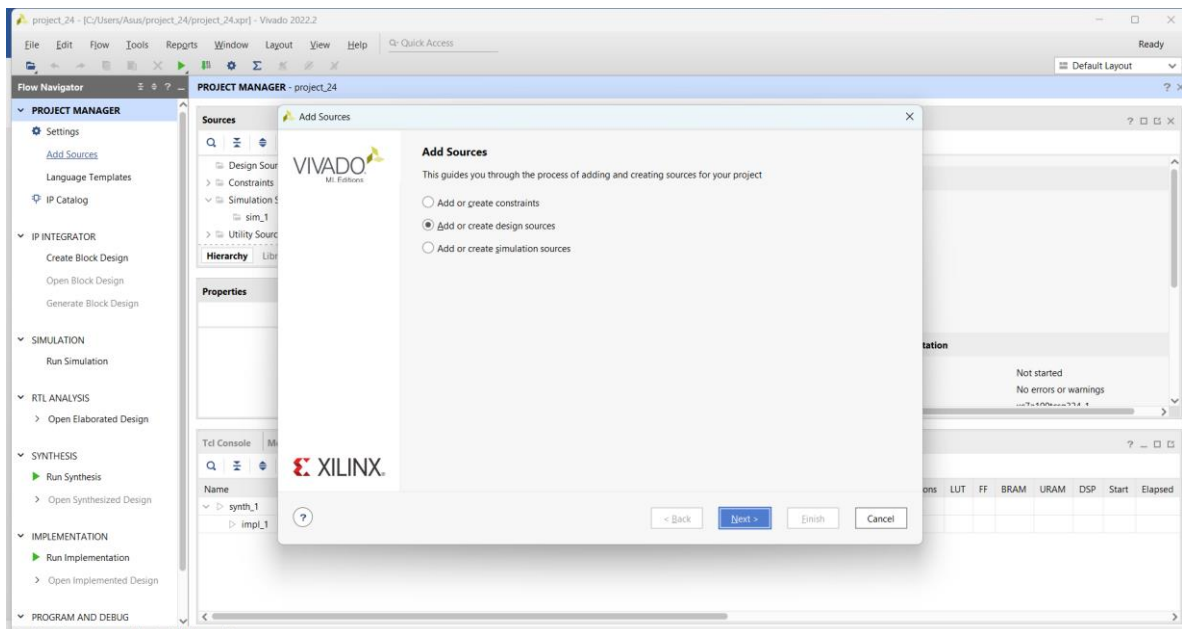 project_24 - [C:/Users/Asus/project_24/project_24.xpr] - Vivado 2022.2
File Edit Flow Tools Reports Window Layout View Help Quick Access Ready
Default Layout
Flow Navigator
PROJECT MANAGER - project_24
PROJECT MANAGER
Settings
Add Sources
Language Templates
IP Catalog
IP INTEGRATOR
Create Block Design
Open Block Design
Generate Block Design
SIMULATION
Run Simulation
RTL ANALYSIS
Open Elaborated Design
SYNTHESIS
Run Synthesis
Open Synthesized Design
IMPLEMENTATION
Run Implementation
Open Implemented Design
PROGRAM AND DEBUG
Sources
Design Sour
Constraints
Simulation S
sim_1
Utility Sourc
Hierarchy Libr
Properties
Tcl Console
Name
synth_1
impl_1
Add Sources
VIVADO
ML Editions
XILINX
Add Sources
This guides you through the process of adding and creating sources for your project
Add or create constraints
Add or create design sources
Add or create simulation sources
? < Back Next > Finish Cancel
tation
Not started
No errors or warnings
ons LUT FF BRAM URAM DSP Start Elapsed